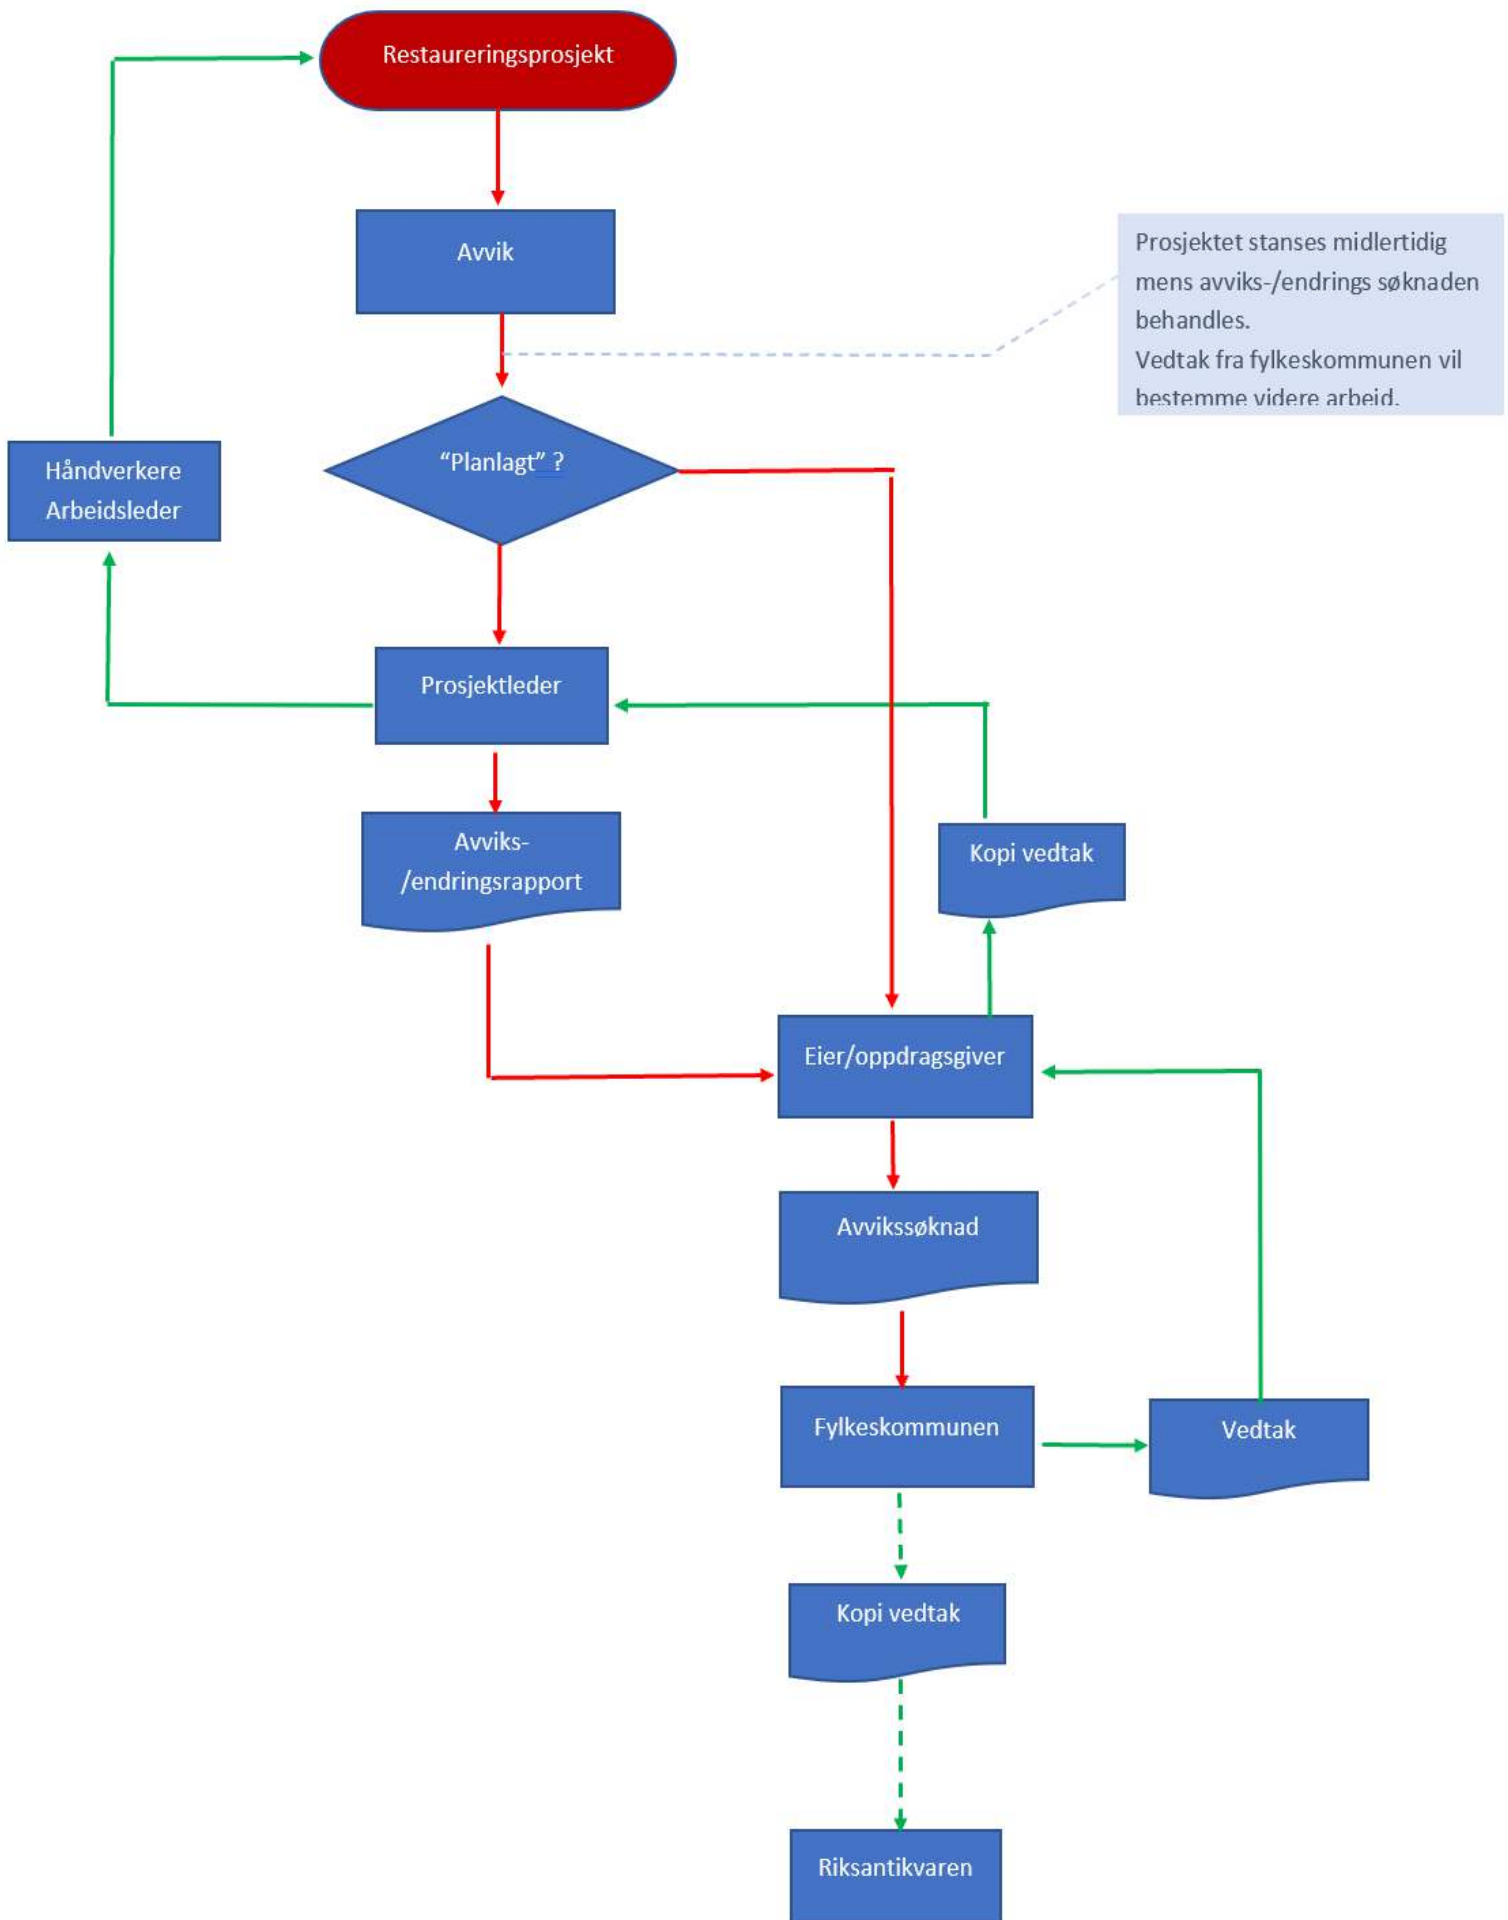 Restaureringsprosjekt
Avvik
Prosjektet stanses midlertidig
mens avviks-/endrings søknaden
behandles.
Vedtak fra fylkeskommunen vil
bestemme videre arbeid.
“Planlagt” ?
Håndverkere
Arbeidsleder
Prosjektleder
Avviks-
/endringsrapport
Kopi vedtak
Eier/oppdragsgiver
Avvikssøknad
Fylkeskommunen
Vedtak
Kopi vedtak
Riksantikvaren